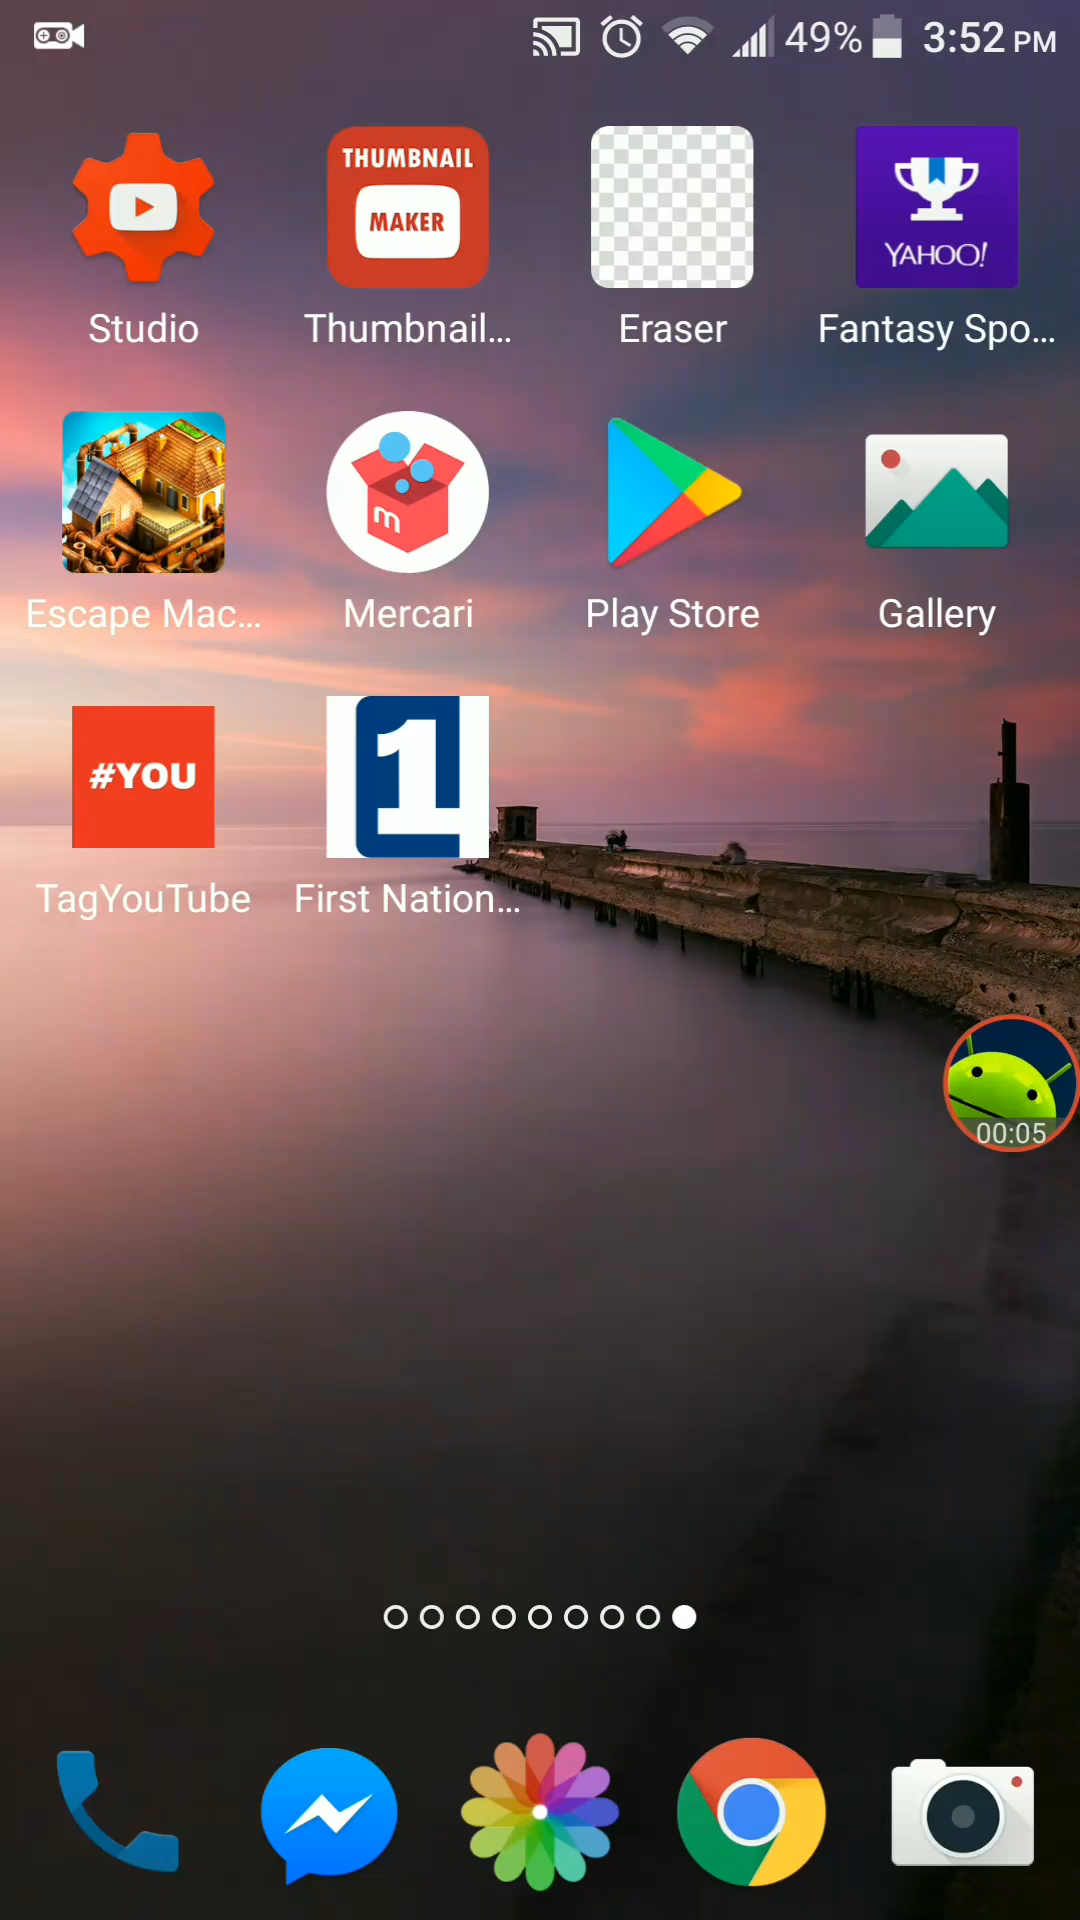 49% 3:52 PM
THUMBNAIL
MAKER
YAHOO!
Studio Thumbnail... Eraser Fantasy Spo...
m
Escape Mac... Mercari Play Store Gallery
#YOU 1
TagYouTube First Nation...
00:05